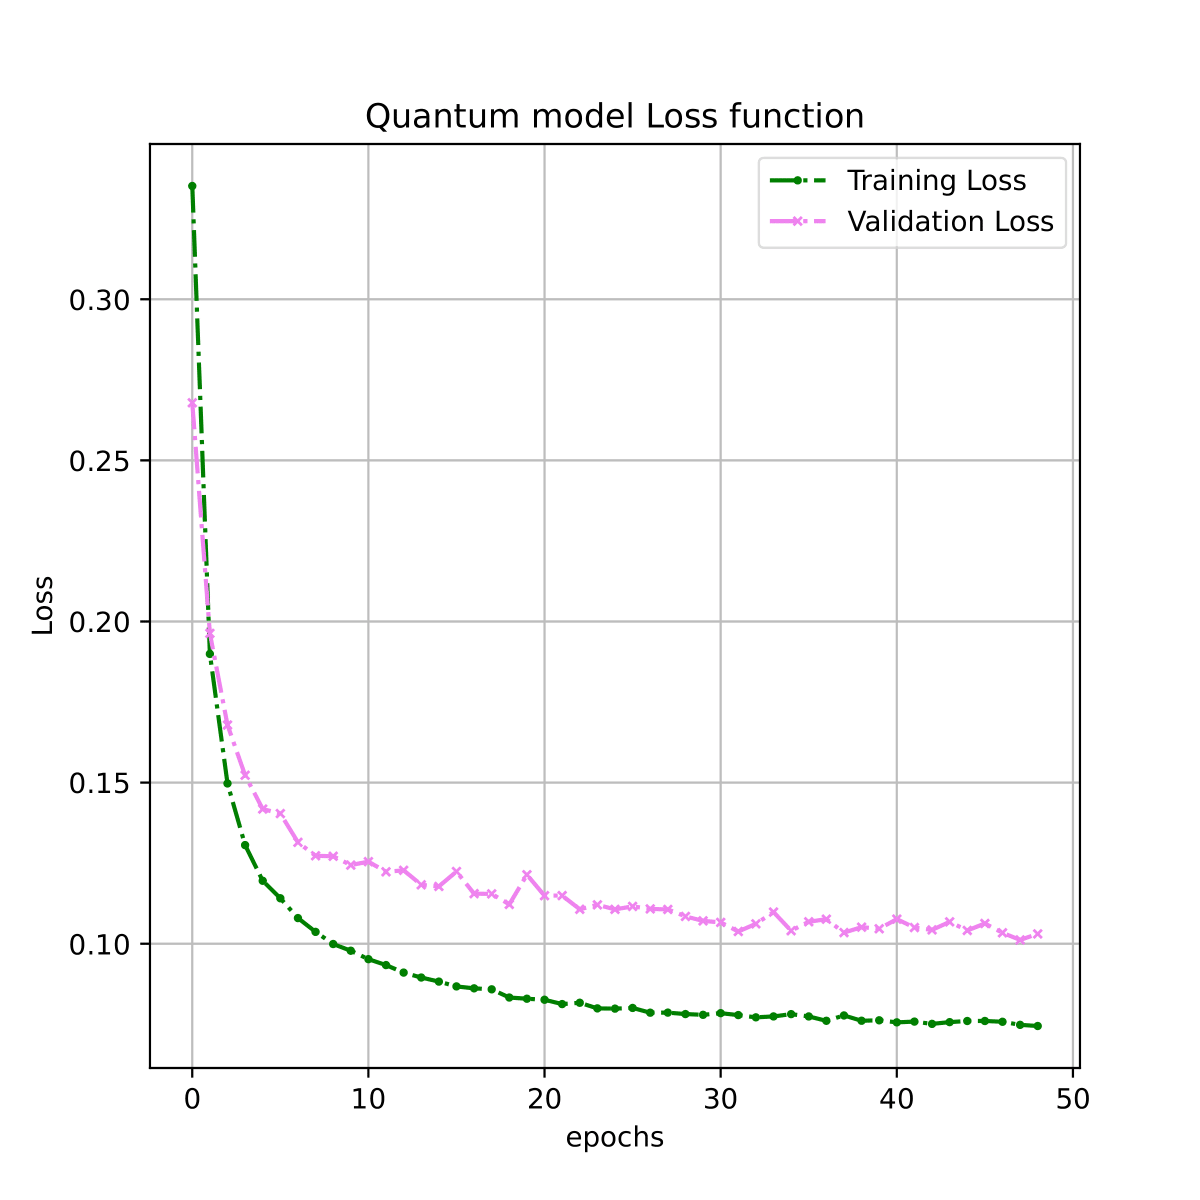 Quantum model Loss function
Training Loss
Validation Loss
0.30
0.25
0.20
0.15
0.10
Loss
0 10 20 30 40 50
epochs